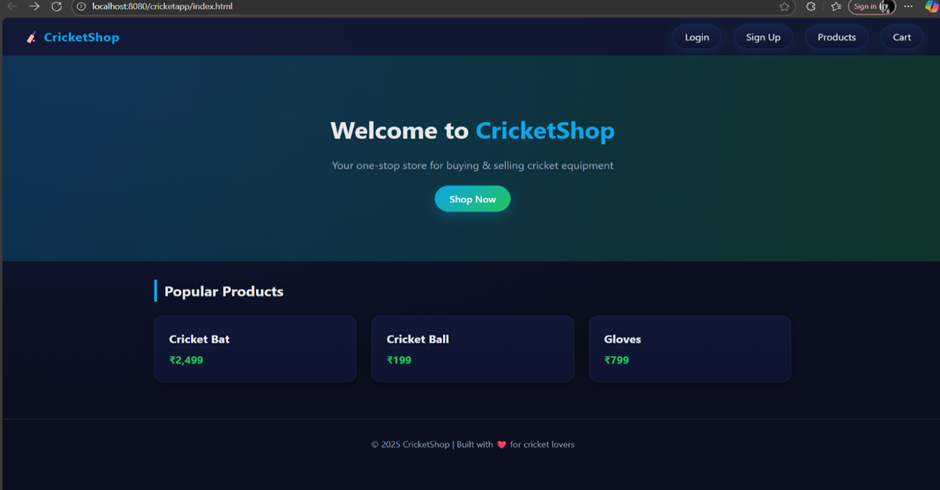 localhost:8080/cricketapp/index.html
Sign in
CricketShop
Login
Sign Up
Products
Cart
Welcome to CricketShop
Your one-stop store for buying & selling cricket equipment
Shop Now
Popular Products
Cricket Bat
₹2,499
Cricket Ball
₹199
Gloves
₹799
© 2025 CricketShop | Built with ❤️ for cricket lovers